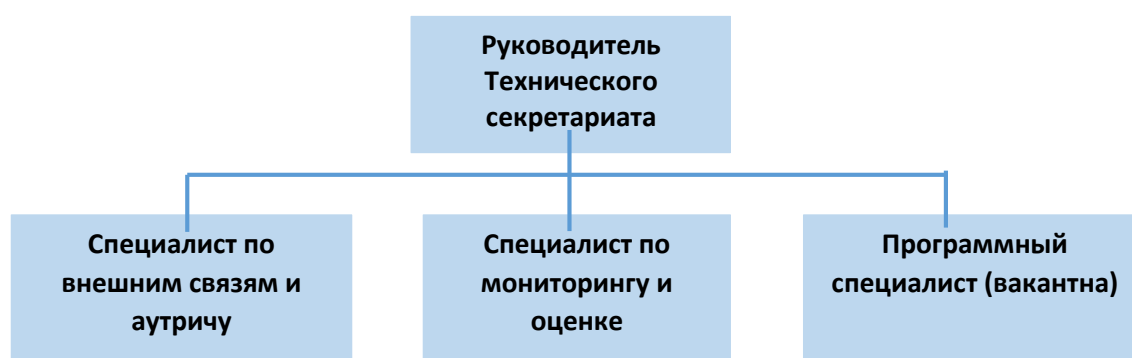 Руководитель
Технического
секретариата
Специалист по
внешним связям и
аутричу
Специалист по
мониторингу и
оценке
Программный
специалист (вакантна)